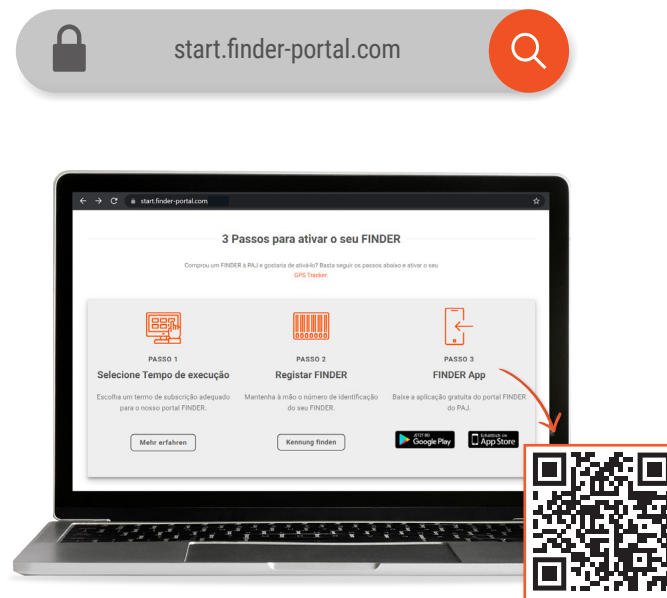 start.finder-portal.com
start.finder-portal.com
3 Passos para ativar o seu FINDER
Comprou um FINDER à PAJ e gostaria de ativá-lo? Basta seguir os passos abaixo e ativar o seu
GPS Tracker.
PASSO 1
Selecione Tempo de execução
Escolha um termo de subscrição adequado
para o nosso portal FINDER.
Mehr erfahren
PASSO 2
Registar FINDER
Mantenha à mão o número de identificação
do seu FINDER.
Kennung finden
PASSO 3
FINDER App
Baixe a aplicação gratuita do portal FINDER
do PAJ.
JETZT BEI
Google Play
Erhältlich im
App Store